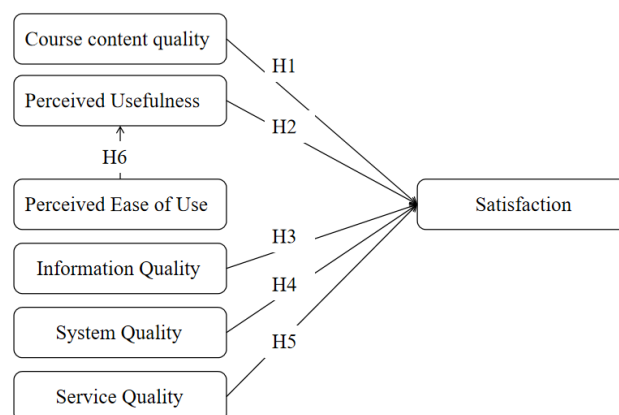 Course content quality
H1
Perceived Usefulness
H2
H6
Perceived Ease of Use
Satisfaction
H3
Information Quality
H4
System Quality
H5
Service Quality